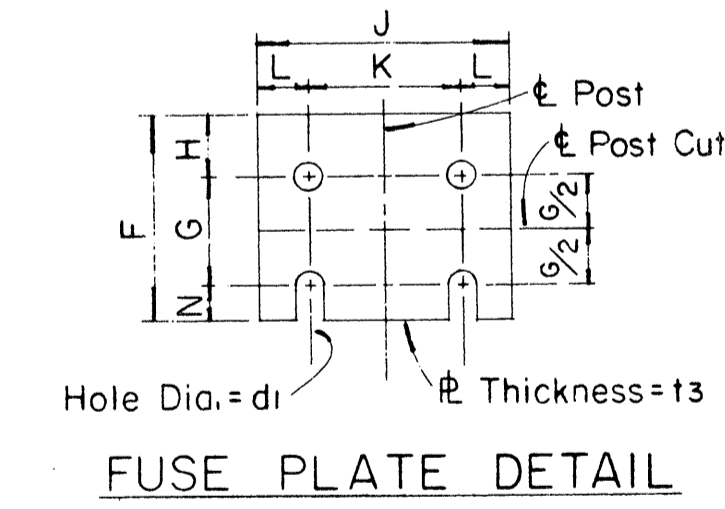 J
L K L
℄ Post
℄ Post Cut
H
F
G
N
G/2
G/2
Hole Dia. = d1
⅊ Thickness = t3
FUSE PLATE DETAIL